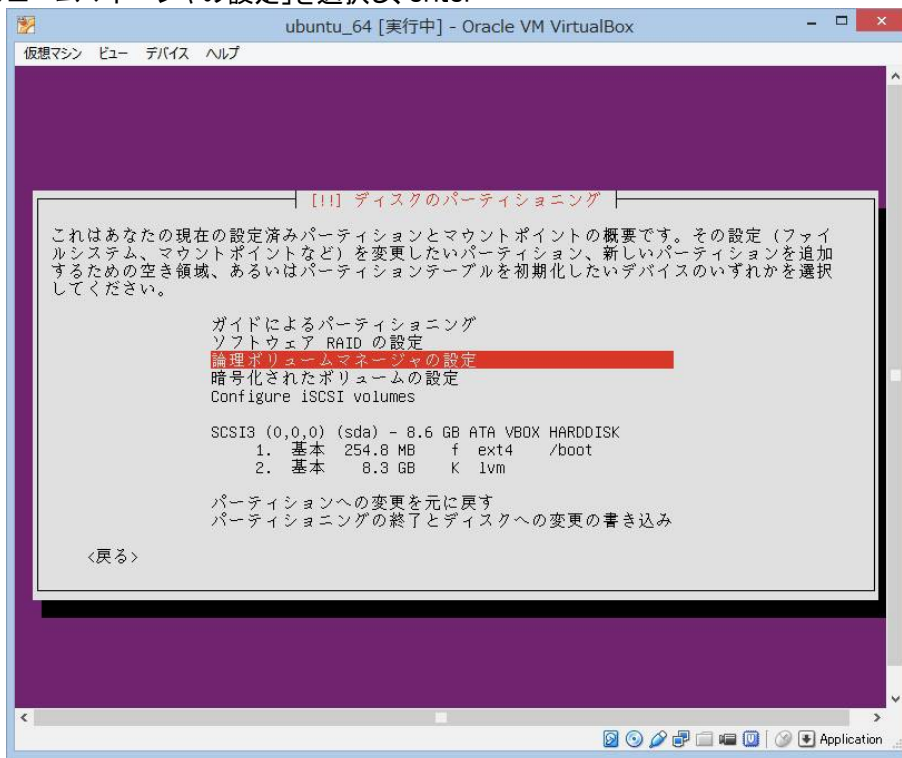 ュームマネージャの設定」を選択し、enter
ubuntu_64 [実行中] - Oracle VM VirtualBox
仮想マシン ビュー デバイス ヘルプ
[!!] ディスクのパーティショニング
これはあなたの現在の設定済みパーティションとマウントポイントの概要です。その設定 (ファイ
ルシステム、マウントポイントなど) を変更したいパーティション、新しいパーティションを追加
するための空き領域、あるいはパーティションテーブルを初期化したいデバイスのいずれかを選択
してください。
ガイドによるパーティショニング
ソフトウェア RAID の設定
論理ボリュームマネージャの設定
暗号化されたボリュームの設定
Configure iSCSI volumes
SCSI3 (0,0,0) (sda) - 8.6 GB ATA VBOX HARDDISK
1. 基本 254.8 MB f ext4 /boot
2. 基本 8.3 GB K lvm
パーティションへの変更を元に戻す
パーティショニングの終了とディスクへの変更の書き込み
<戻る>
Application